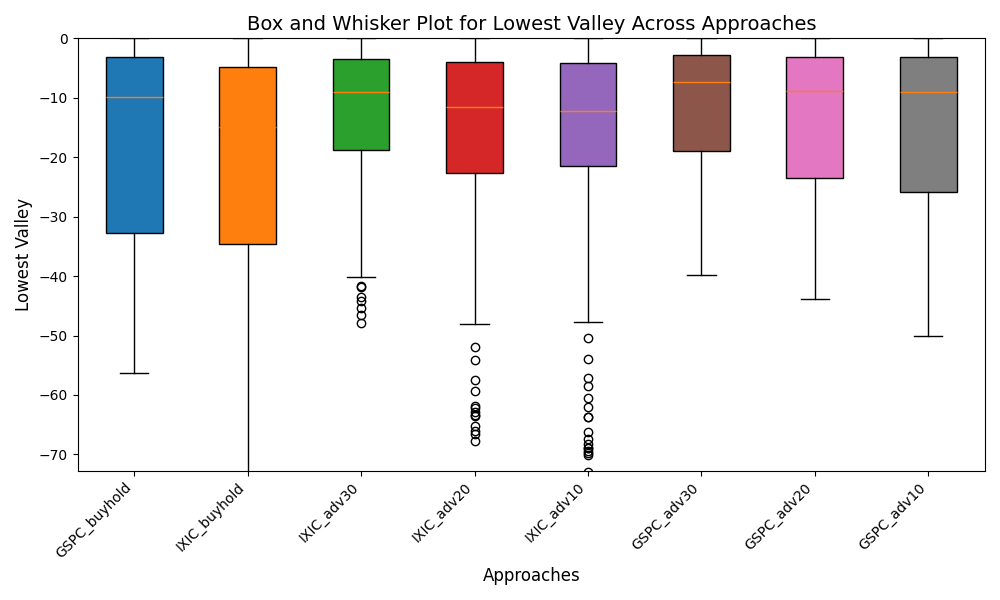 Box and Whisker Plot for Lowest Valley Across Approaches
0
−10
−20
−30
−40
−50
−60
−70
Lowest Valley
GSPC_buyhold
IXIC_buyhold
IXIC_adv30
IXIC_adv20
IXIC_adv10
GSPC_adv30
GSPC_adv20
GSPC_adv10
Approaches